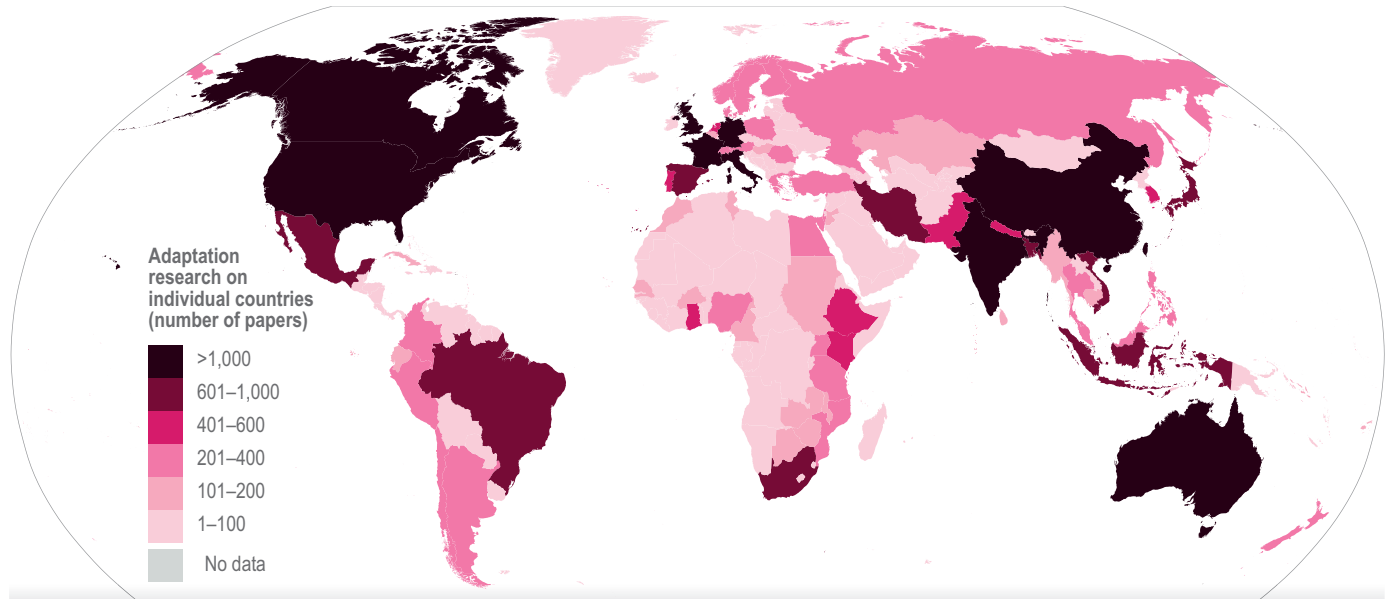 Adaptation
research on
individual countries
(number of papers)
>1,000
601–1,000
401–600
201–400
101–200
1–100
No data